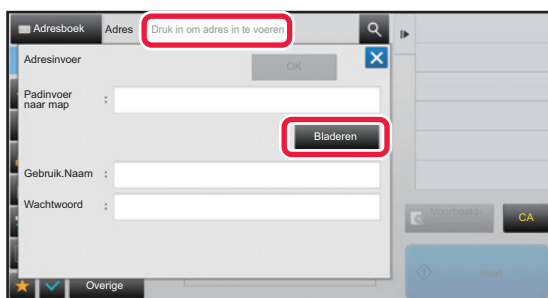 Adresboek Adres Druk in om adres in te voeren
Adresinvoer OK
Padinvoer
naar map :
Bladeren
Gebruik.Naam :
Wachtwoord :
Voorbeeld-
CA
Start
Overige